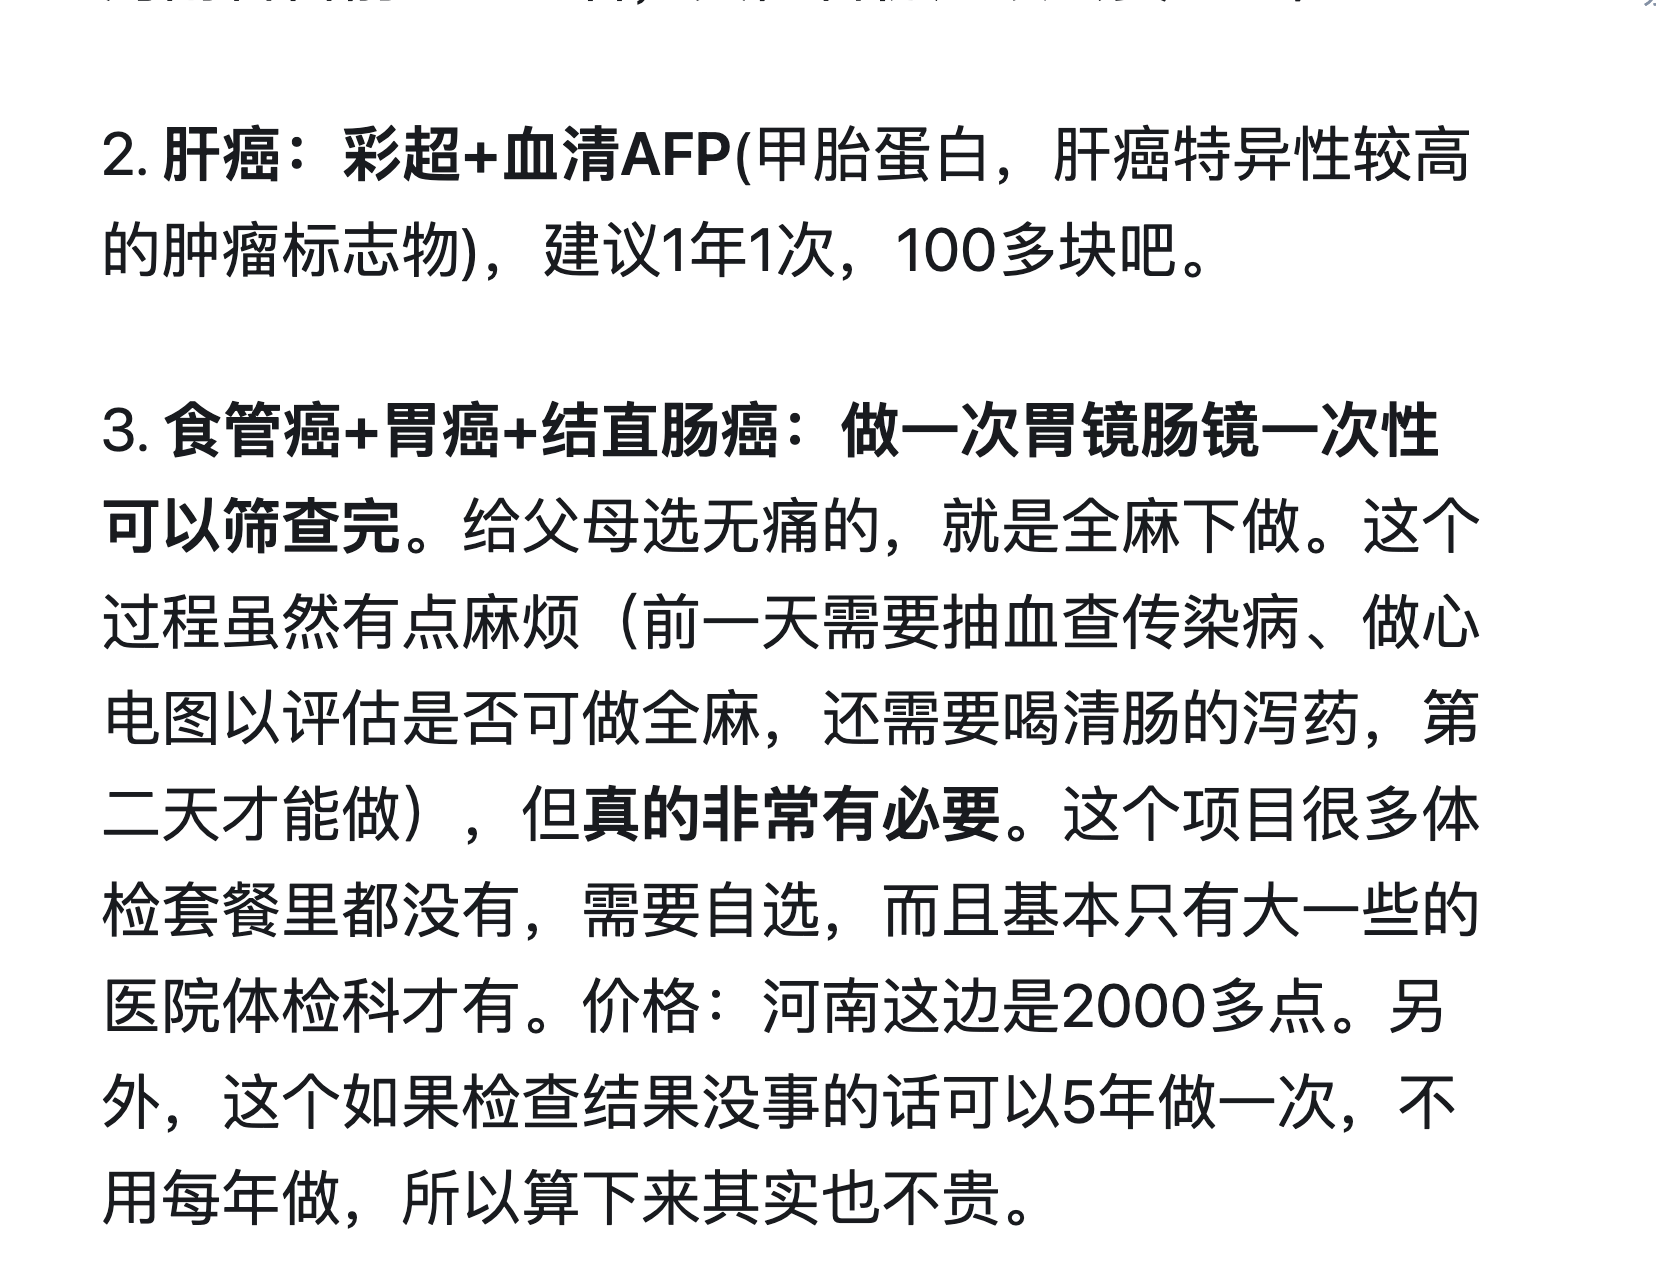 2. 肝癌：彩超+血清AFP(甲胎蛋白，肝癌特异性较高
的肿瘤标志物)，建议1年1次，100多块吧。
3. 食管癌+胃癌+结直肠癌：做一次胃镜肠镜一次性
可以筛查完。给父母选无痛的，就是全麻下做。这个
过程虽然有点麻烦（前一天需要抽血查传染病、做心
电图以评估是否可做全麻，还需要喝清肠的泻药，第
二天才能做），但真的非常有必要。这个项目很多体
检套餐里都没有，需要自选，而且基本只有大一些的
医院体检科才有。价格：河南这边是2000多点。另
外，这个如果检查结果没事的话可以5年做一次，不
用每年做，所以算下来其实也不贵。